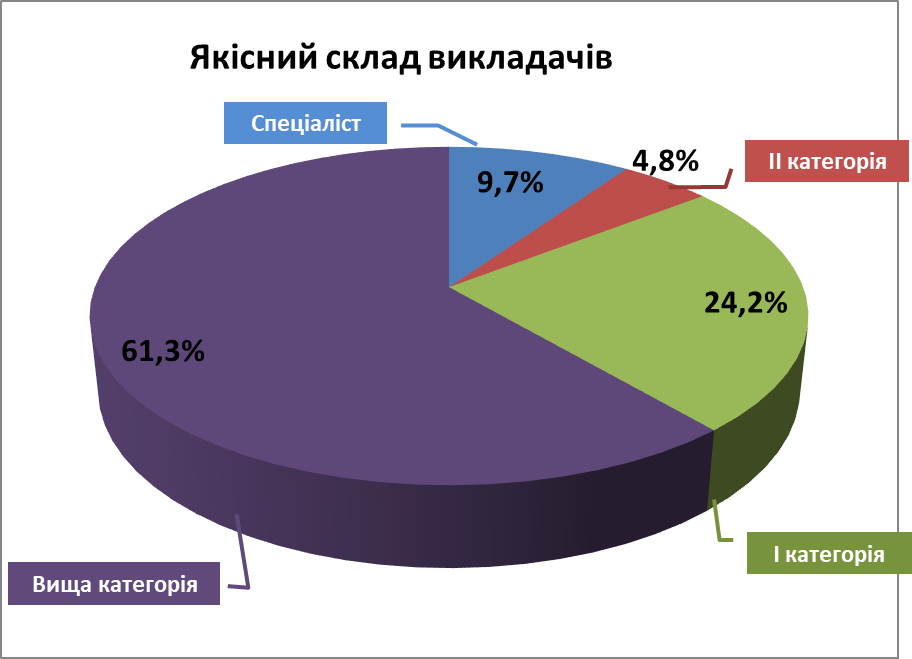 Якісний склад викладачів
Спеціаліст
9,7%
4,8%
ІІ категорія
24,2%
61,3%
І категорія
Вища категорія